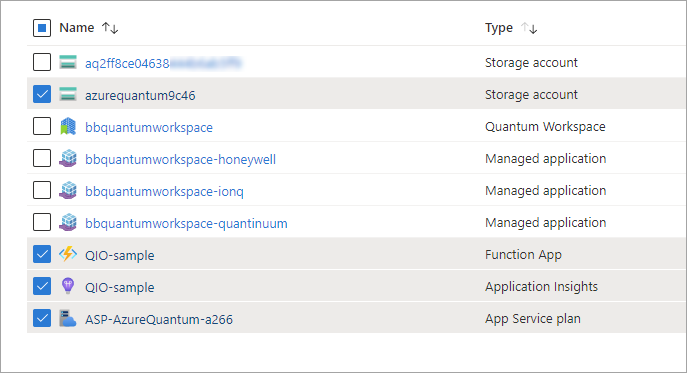 Name Type
aq2ff8ce04638 Storage account
azurequantum9c46 Storage account
bbquantumworkspace Quantum Workspace
bbquantumworkspace-honeywell Managed application
bbquantumworkspace-ionq Managed application
bbquantumworkspace-quantinuum Managed application
QIO-sample Function App
QIO-sample Application Insights
ASP-AzureQuantum-a266 App Service plan